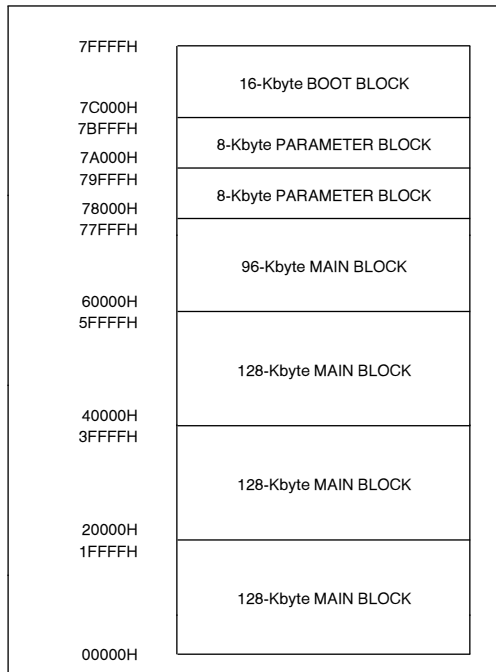 7FFFFH
16-Kbyte BOOT BLOCK
7C000H
7BFFFH
8-Kbyte PARAMETER BLOCK
7A000H
79FFFH
8-Kbyte PARAMETER BLOCK
78000H
77FFFH
96-Kbyte MAIN BLOCK
60000H
5FFFFH
128-Kbyte MAIN BLOCK
40000H
3FFFFH
128-Kbyte MAIN BLOCK
20000H
1FFFFH
128-Kbyte MAIN BLOCK
00000H